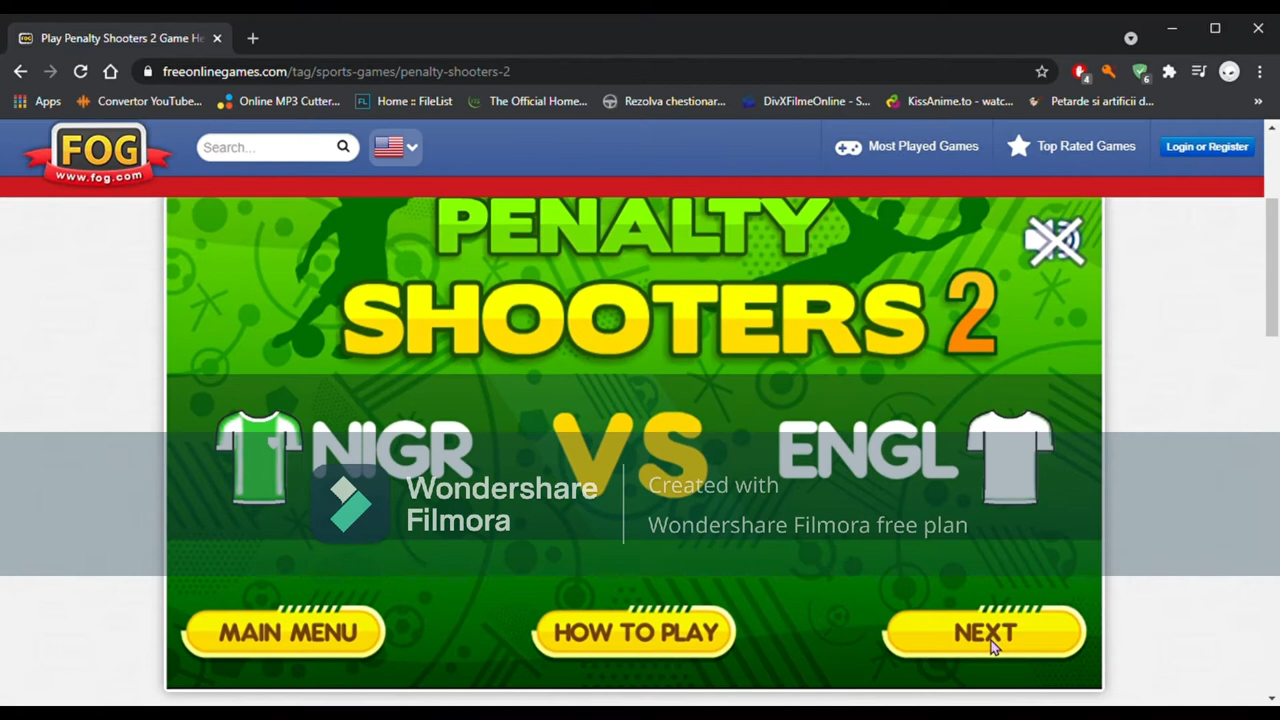 Play Penalty Shooters 2 Game He
freeonlinegames.com/tag/sports-games/penalty-shooters-2
4
6
Apps
Convertor YouTube...
Online MP3 Cutter...
FL
Home :: FileList
The Official Home...
Rezolva chestionar...
DivXFilmeOnline - S...
KissAnime.to - watc...
Petarde si artificii d...
»
FOG
www.fog.com
Search...
Most Played Games
Top Rated Games
Login or Register
PENALTY
SHOOTERS 2
NIGR VS ENGL
Wondershare
Filmora
Created with
Wondershare Filmora free plan
MAIN MENU
HOW TO PLAY
NEXT